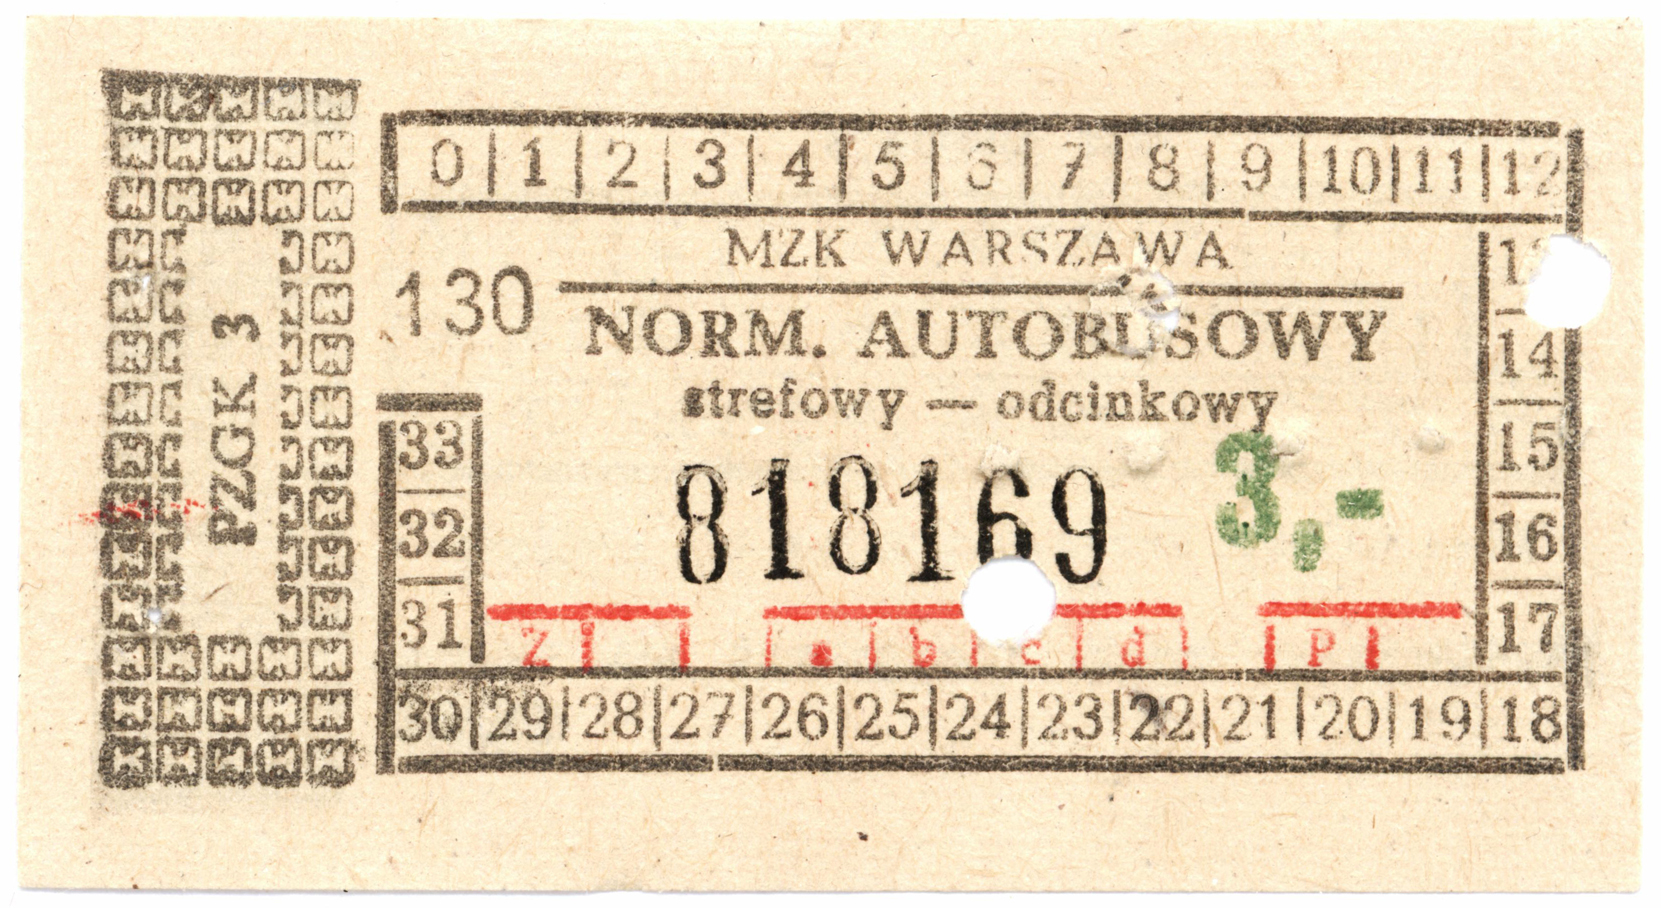 0 1 2 3 4 5 6 7 8 9 10 11 12
MZK WARSZAWA
130
NORM. AUTOBUSOWY
strefowy — odcinkowy
PZGK 3
818169 3,-
33
32
31
14
15
16
17
Z a b c d P
30 29 28 27 26 25 24 23 22 21 20 19 18